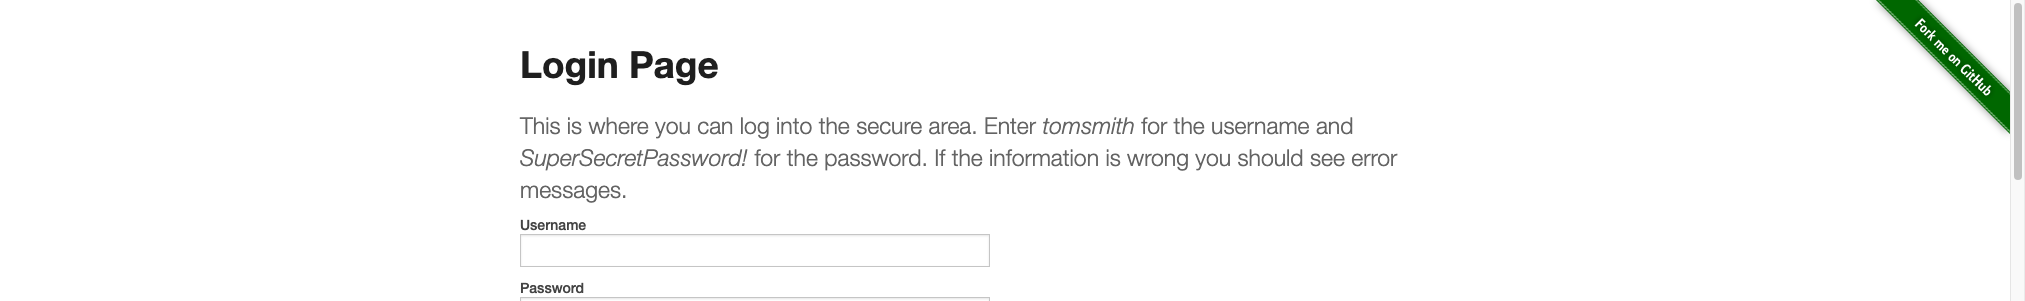 Login Page
Fork me on GitHub
This is where you can log into the secure area. Enter tomsmith for the username and
SuperSecretPassword! for the password. If the information is wrong you should see error
messages.
Username
Password